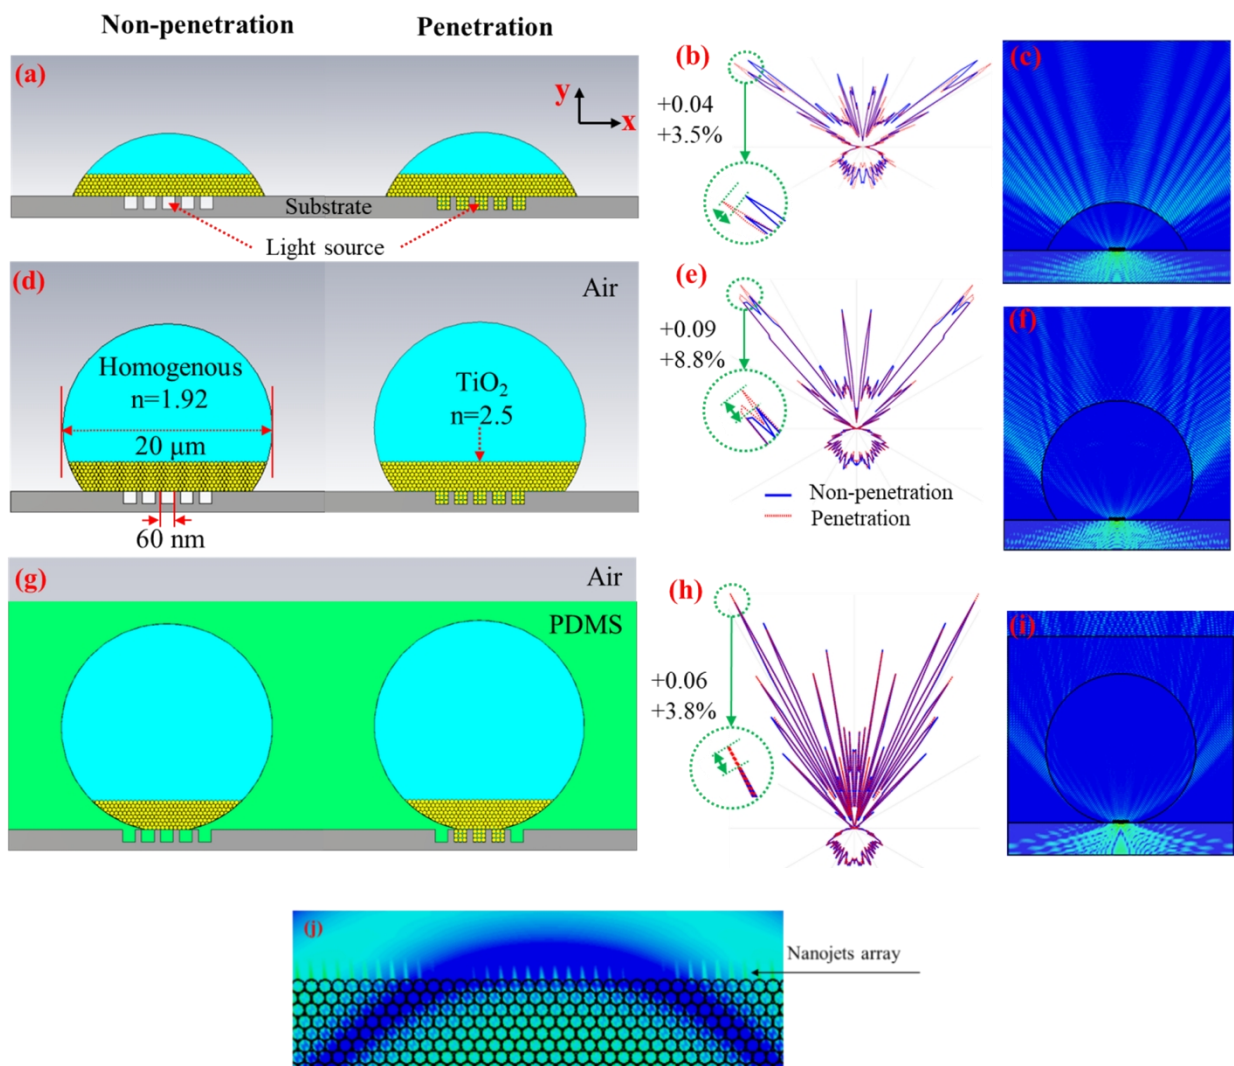 Non-penetration
Penetration
(a)
y
x
Substrate
Light source
(b)
+0.04
+3.5%
(c)
(d)
Air
Homogenous
n=1.92
20 μm
TiO₂
n=2.5
60 nm
(e)
+0.09
+8.8%
Non-penetration
Penetration
(f)
(g)
Air
PDMS
(h)
+0.06
+3.8%
(i)
(j)
Nanojets array